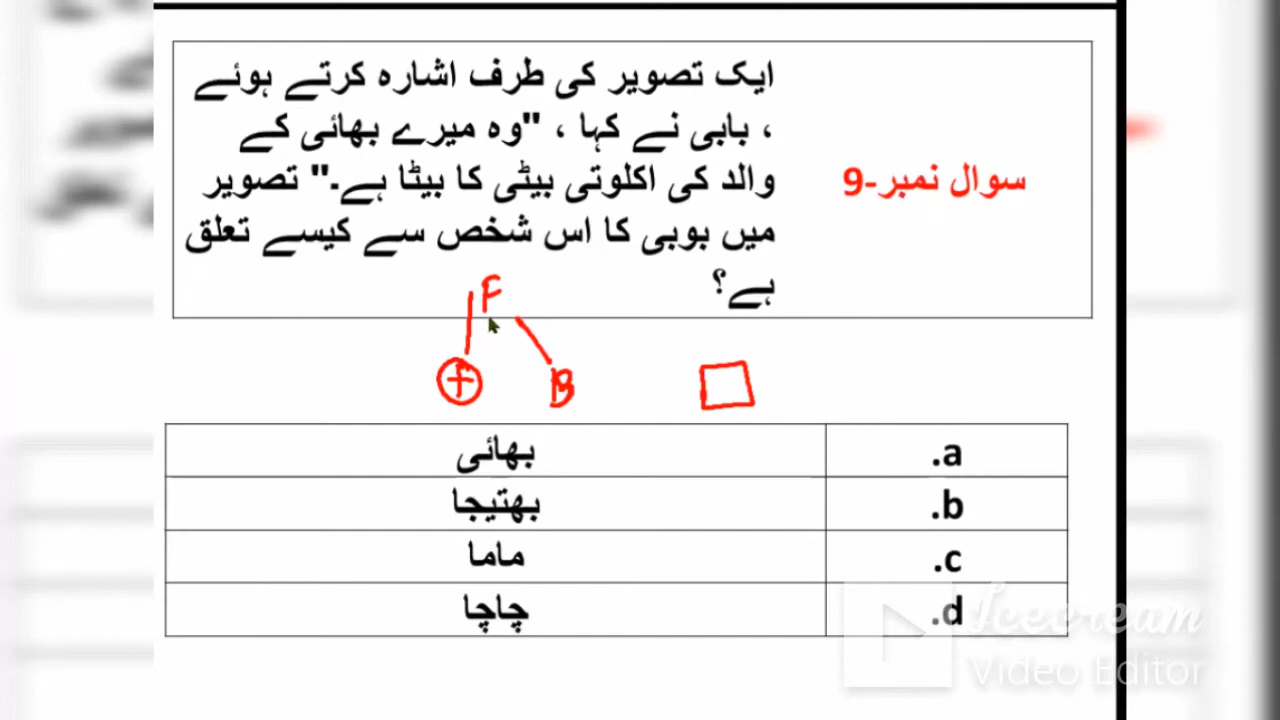 ایک تصویر کی طرف اشارہ کرتے ہوئے
، بابی نے کہا ، "وہ میرے بھائی کے
والد کی اکلوتی بیٹی کا بیٹا ہے۔" تصویر
میں بوبی کا اس شخص سے کیسے تعلق
ہے؟
سوال نمبر-9
F
+ B
.a بھائی
.b بھتیجا
.c ماما
.d چاچا
Icecream
Video Editor